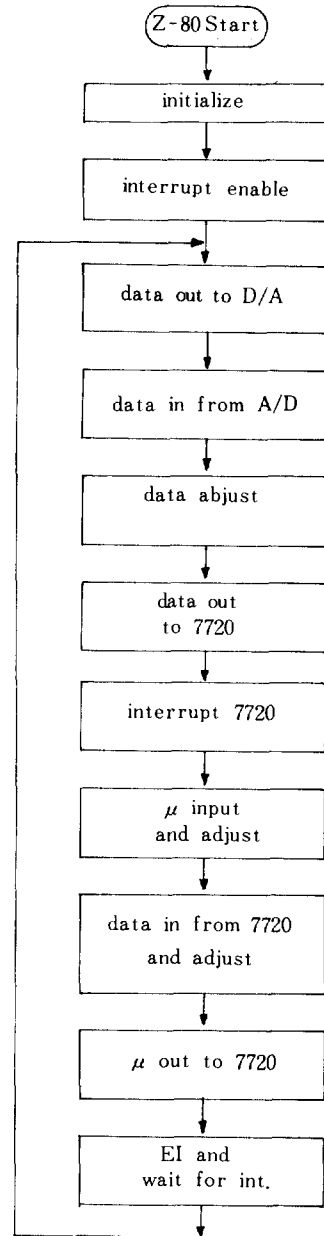 Z-80 Start
initialize
interrupt enable
data out to D/A
data in from A/D
data abjust
data out
to 7720
interrupt 7720
μ input
and adjust
data in from 7720
and adjust
μ out to 7720
EI and
wait for int.